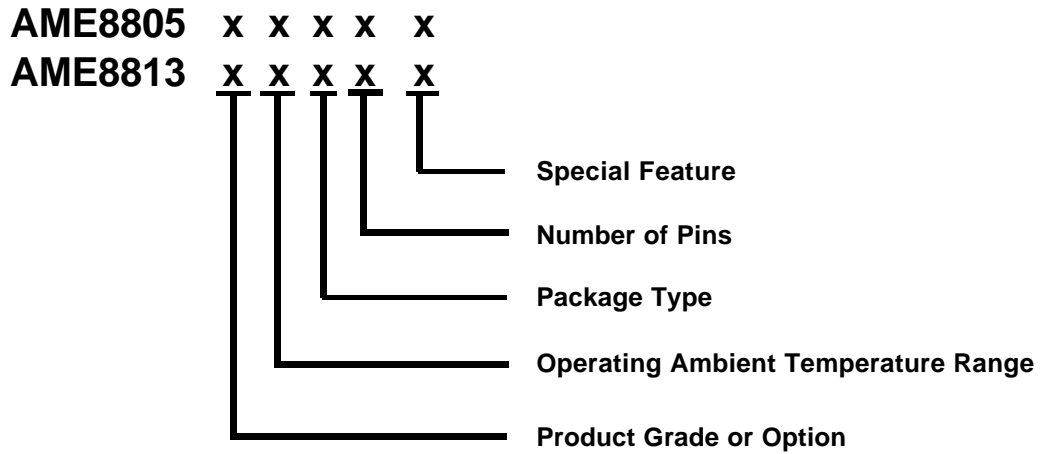 AME8805 x x x x x
AME8813 x x x x x
Special Feature
Number of Pins
Package Type
Operating Ambient Temperature Range
Product Grade or Option